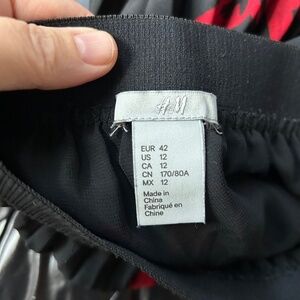 H&M
EUR 42
US 12
CA 12
CN 170/80A
MX 12
Made in
China
Fabriqué en
Chine